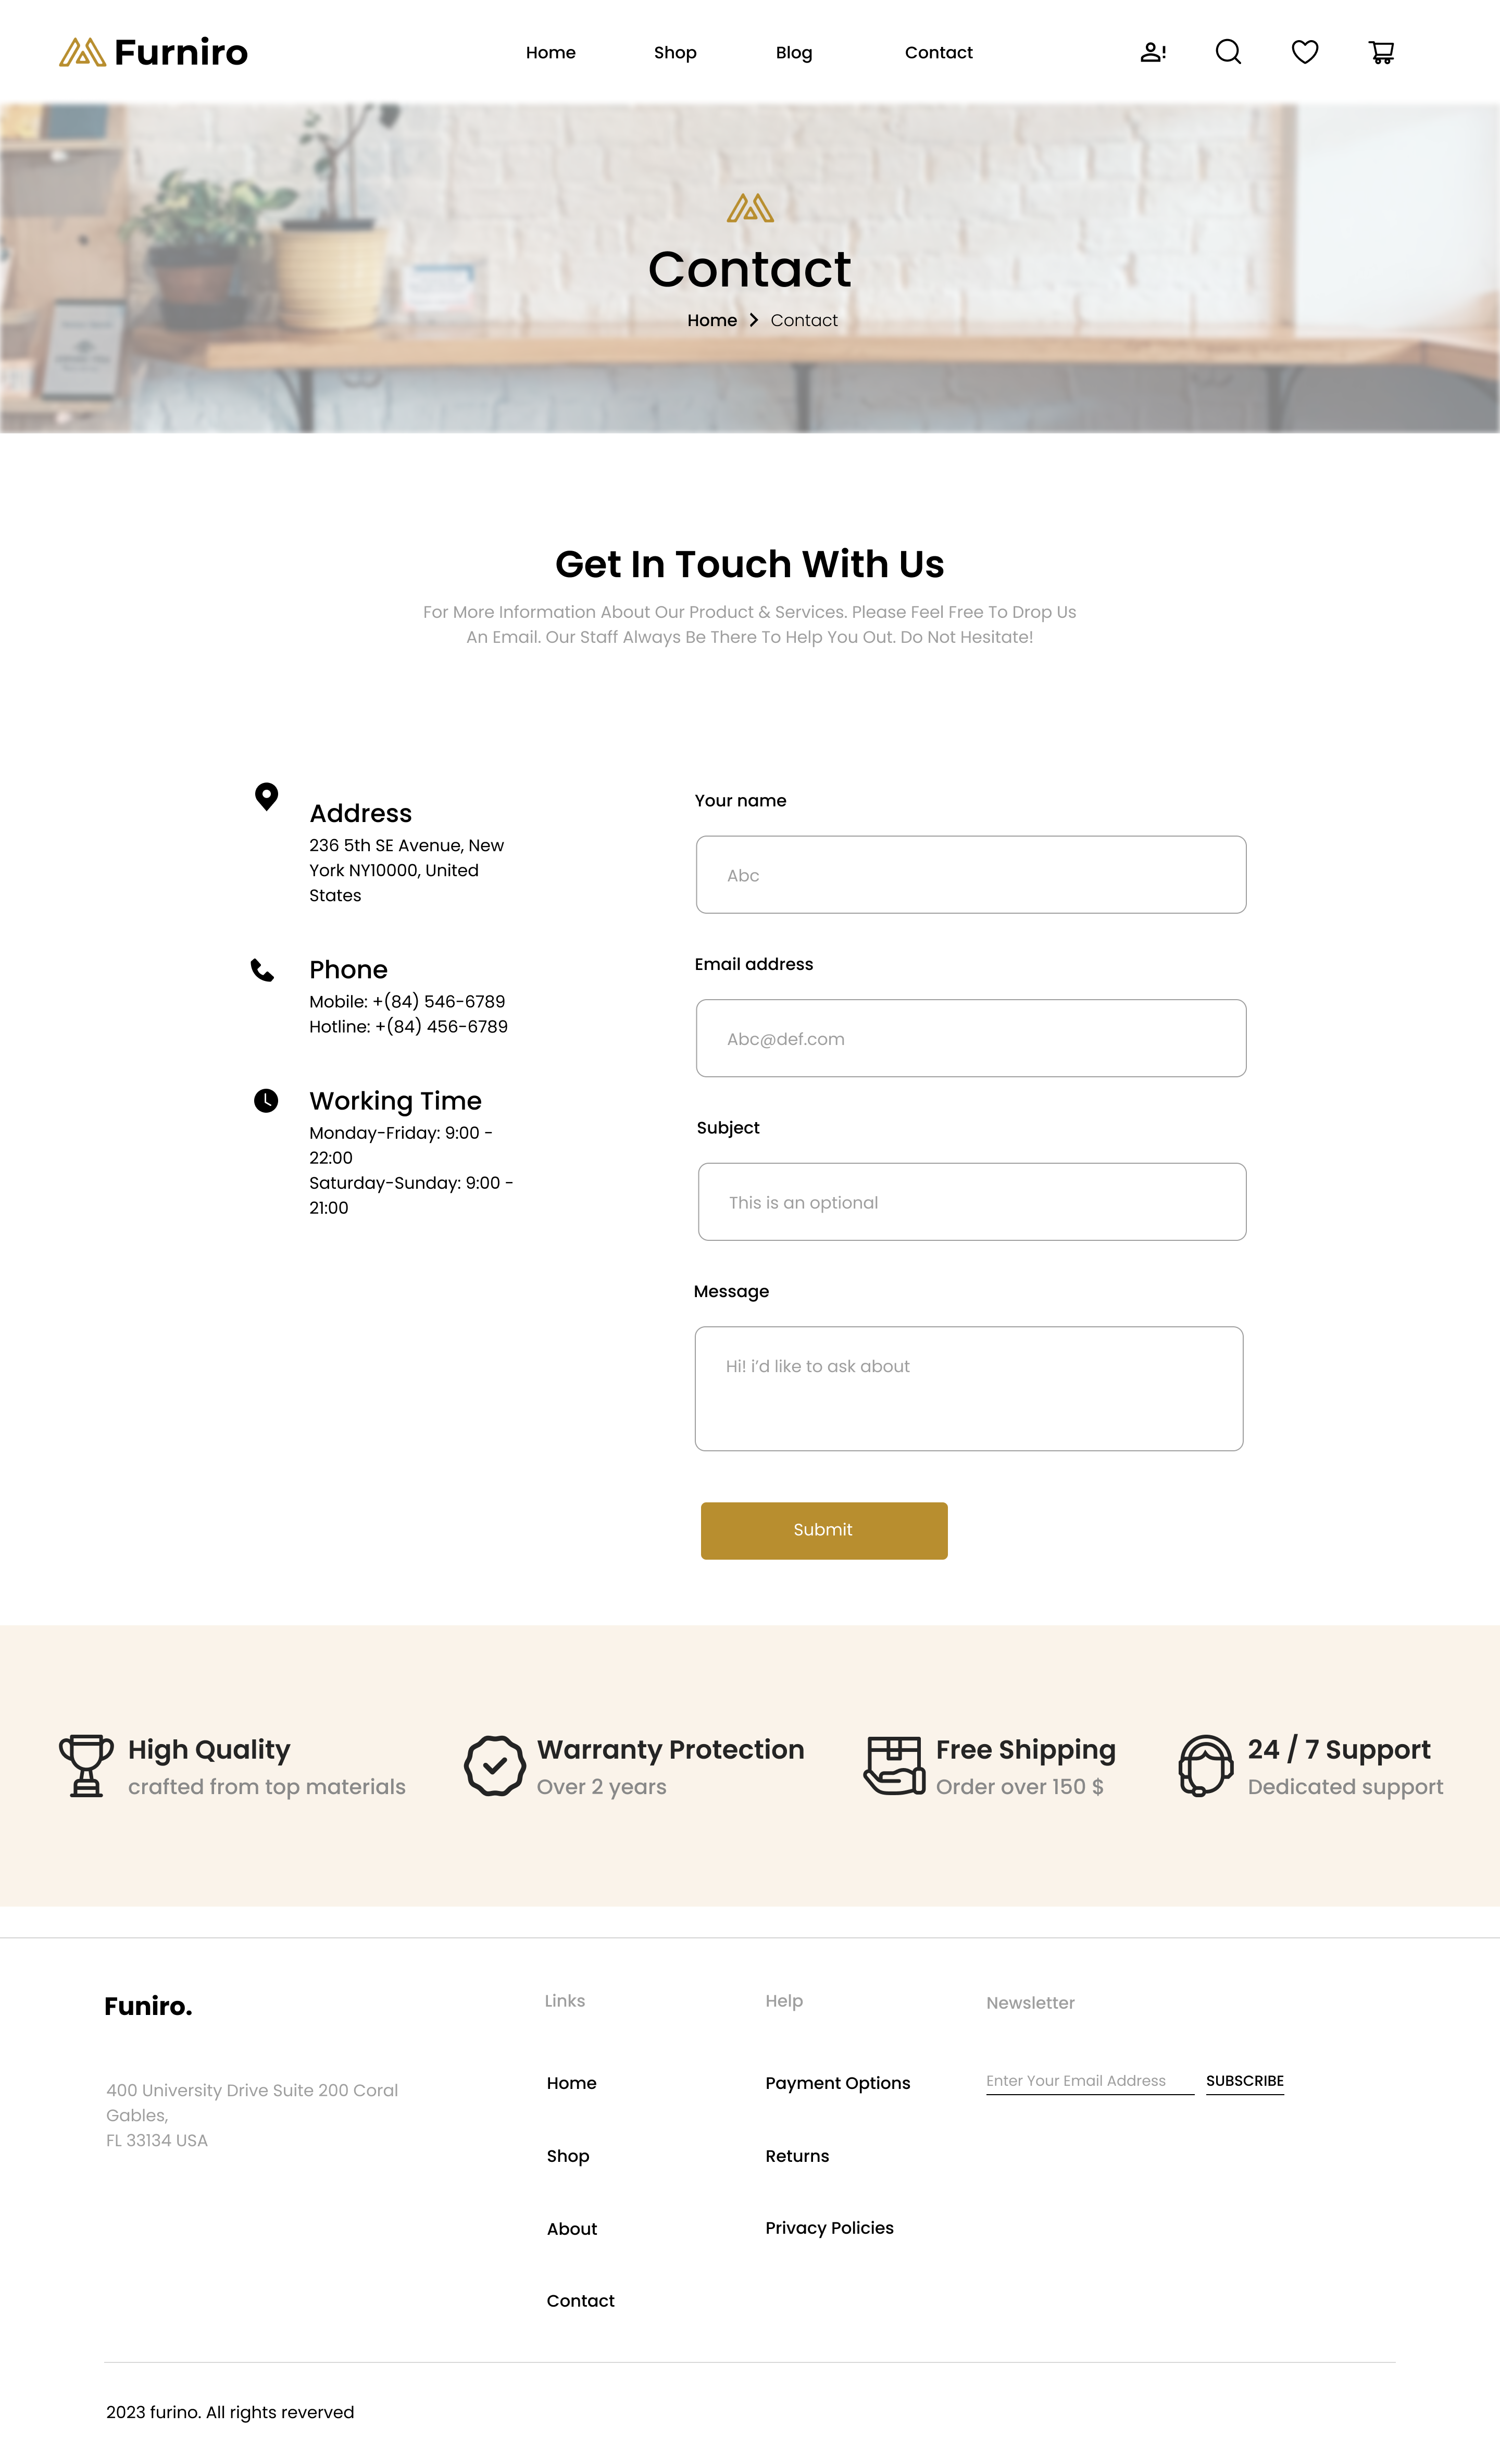 Furniro
Home
Shop
Blog
Contact
Contact
Home
Contact
Get In Touch With Us
For More Information About Our Product & Services. Please Feel Free To Drop Us
An Email. Our Staff Always Be There To Help You Out. Do Not Hesitate!
Address
236 5th SE Avenue, New
York NY10000, United
States
Phone
Mobile: +(84) 546-6789
Hotline: +(84) 456-6789
Working Time
Monday-Friday: 9:00 -
22:00
Saturday-Sunday: 9:00 -
21:00
Your name
Abc
Email address
Abc@def.com
Subject
This is an optional
Message
Hi! i'd like to ask about
Submit
High Quality
crafted from top materials
Warranty Protection
Over 2 years
Free Shipping
Order over 150 $
24 / 7 Support
Dedicated support
Funiro.
400 University Drive Suite 200 Coral
Gables,
FL 33134 USA
Links
Home
Shop
About
Contact
Help
Payment Options
Returns
Privacy Policies
Newsletter
Enter Your Email Address
SUBSCRIBE
2023 furino. All rights reverved